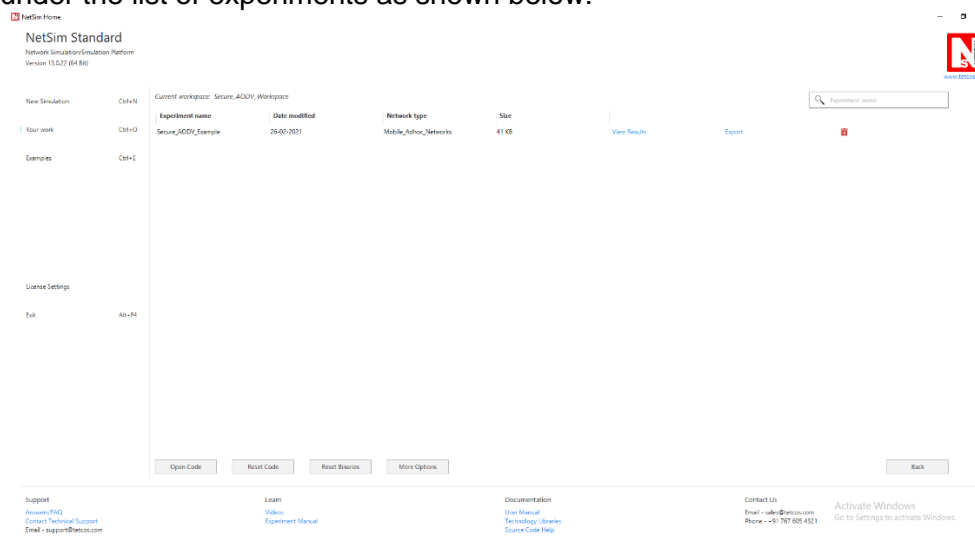 under the list of experiments as shown below.
NetSim Home
NetSim Standard
Network Simulation/Emulation Platform
Version 13.0.22 (64 Bit)
www.tetcos
New Simulation Ctrl+N
Current workspace: Secure_AODV_Workspace
Experiment name
Experiment name Date modified Network type Size
Your work Ctrl+O
Secure_AODV_Example 26-02-2021 Mobile_Adhoc_Networks 41 KB View Results Export
Examples Ctrl+E
License Settings
Exit Alt+F4
Open Code Reset Code Reset Binaries More Options Back
Support Learn Documentation Contact Us
Answers/FAQ Videos User Manual Email - sales@tetcos.com
Contact Technical Support Experiment Manual Technology Libraries Phone - +91 767 605 4321
Email - support@tetcos.com Source Code Help
Activate Windows
Go to Settings to activate Windows.